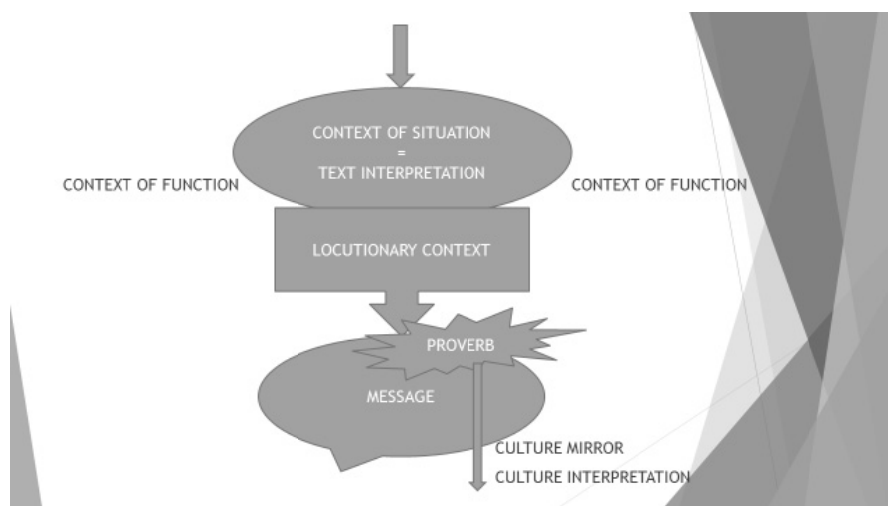 CONTEXT OF SITUATION
=
TEXT INTERPRETATION
CONTEXT OF FUNCTION
CONTEXT OF FUNCTION
LOCUTIONARY CONTEXT
PROVERB
MESSAGE
CULTURE MIRROR
CULTURE INTERPRETATION